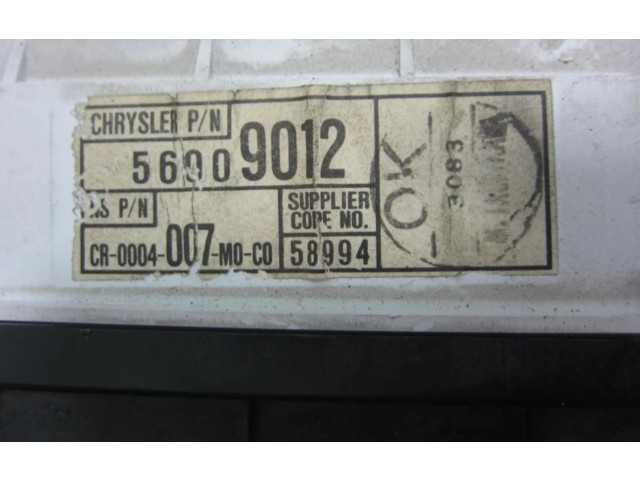 CHRYSLER P/N
56009012
P/N
CR-0004-007-MO-CO
SUPPLIER
CODE NO.
58994
OK
3083